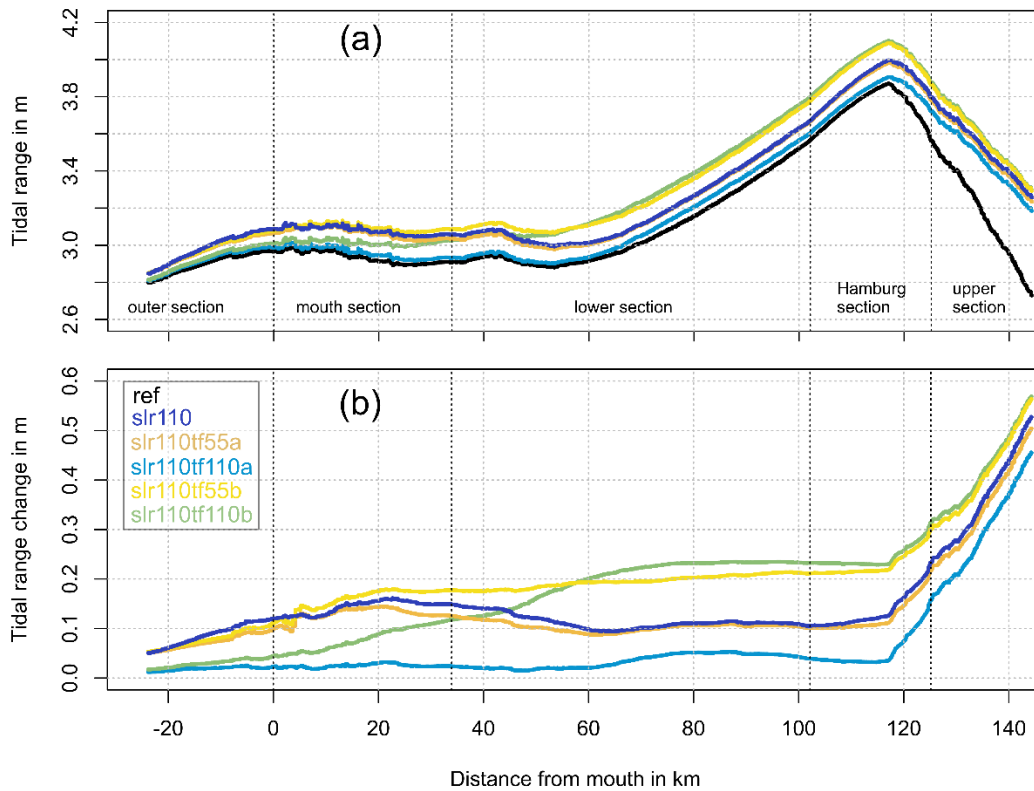 (a)
Tidal range in m
4.2
3.8
3.4
3.0
2.6
outer section
mouth section
lower section
Hamburg
section
upper
section
(b)
Tidal range change in m
0.6
0.5
0.4
0.3
0.2
0.1
0.0
ref
slr110
slr110tf55a
slr110tf110a
slr110tf55b
slr110tf110b
-20
0
20
40
60
80
100
120
140
Distance from mouth in km